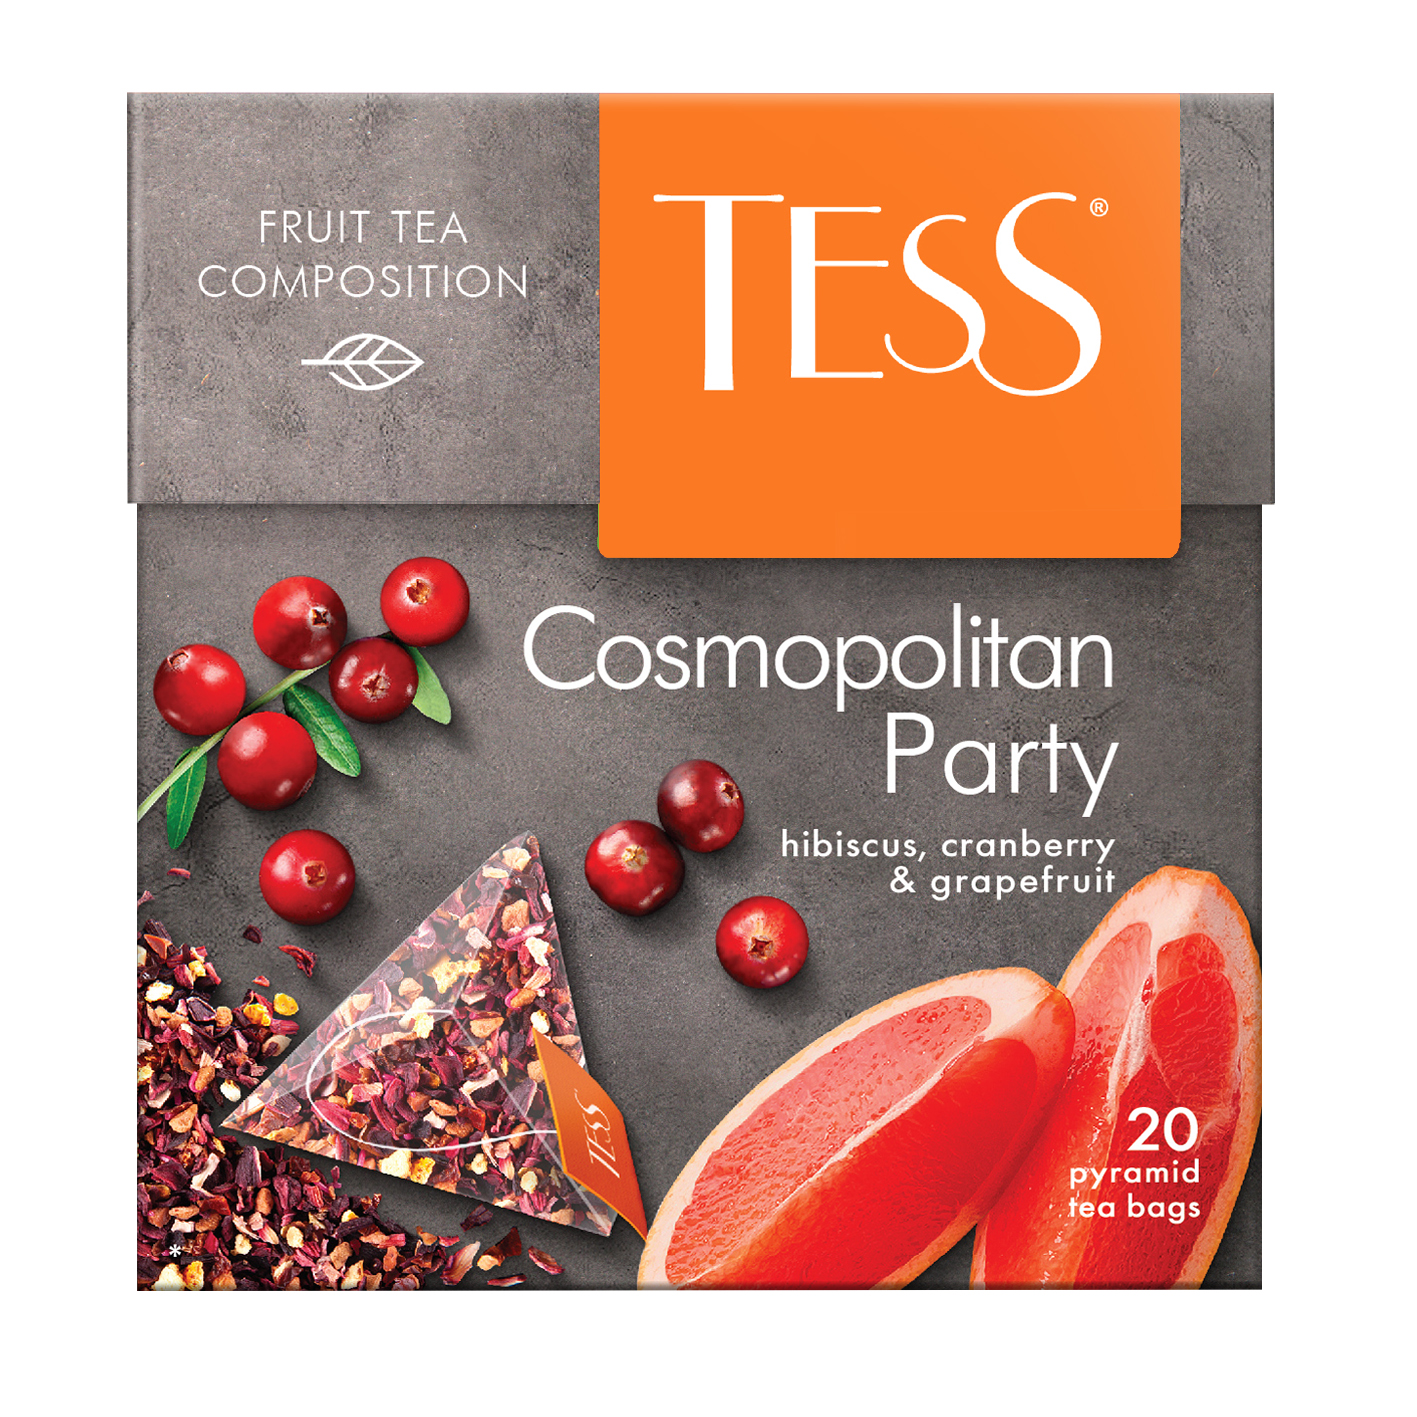 FRUIT TEA
COMPOSITION
TESS®
Cosmopolitan
Party
hibiscus, cranberry
& grapefruit
TESS
20
pyramid
tea bags
*